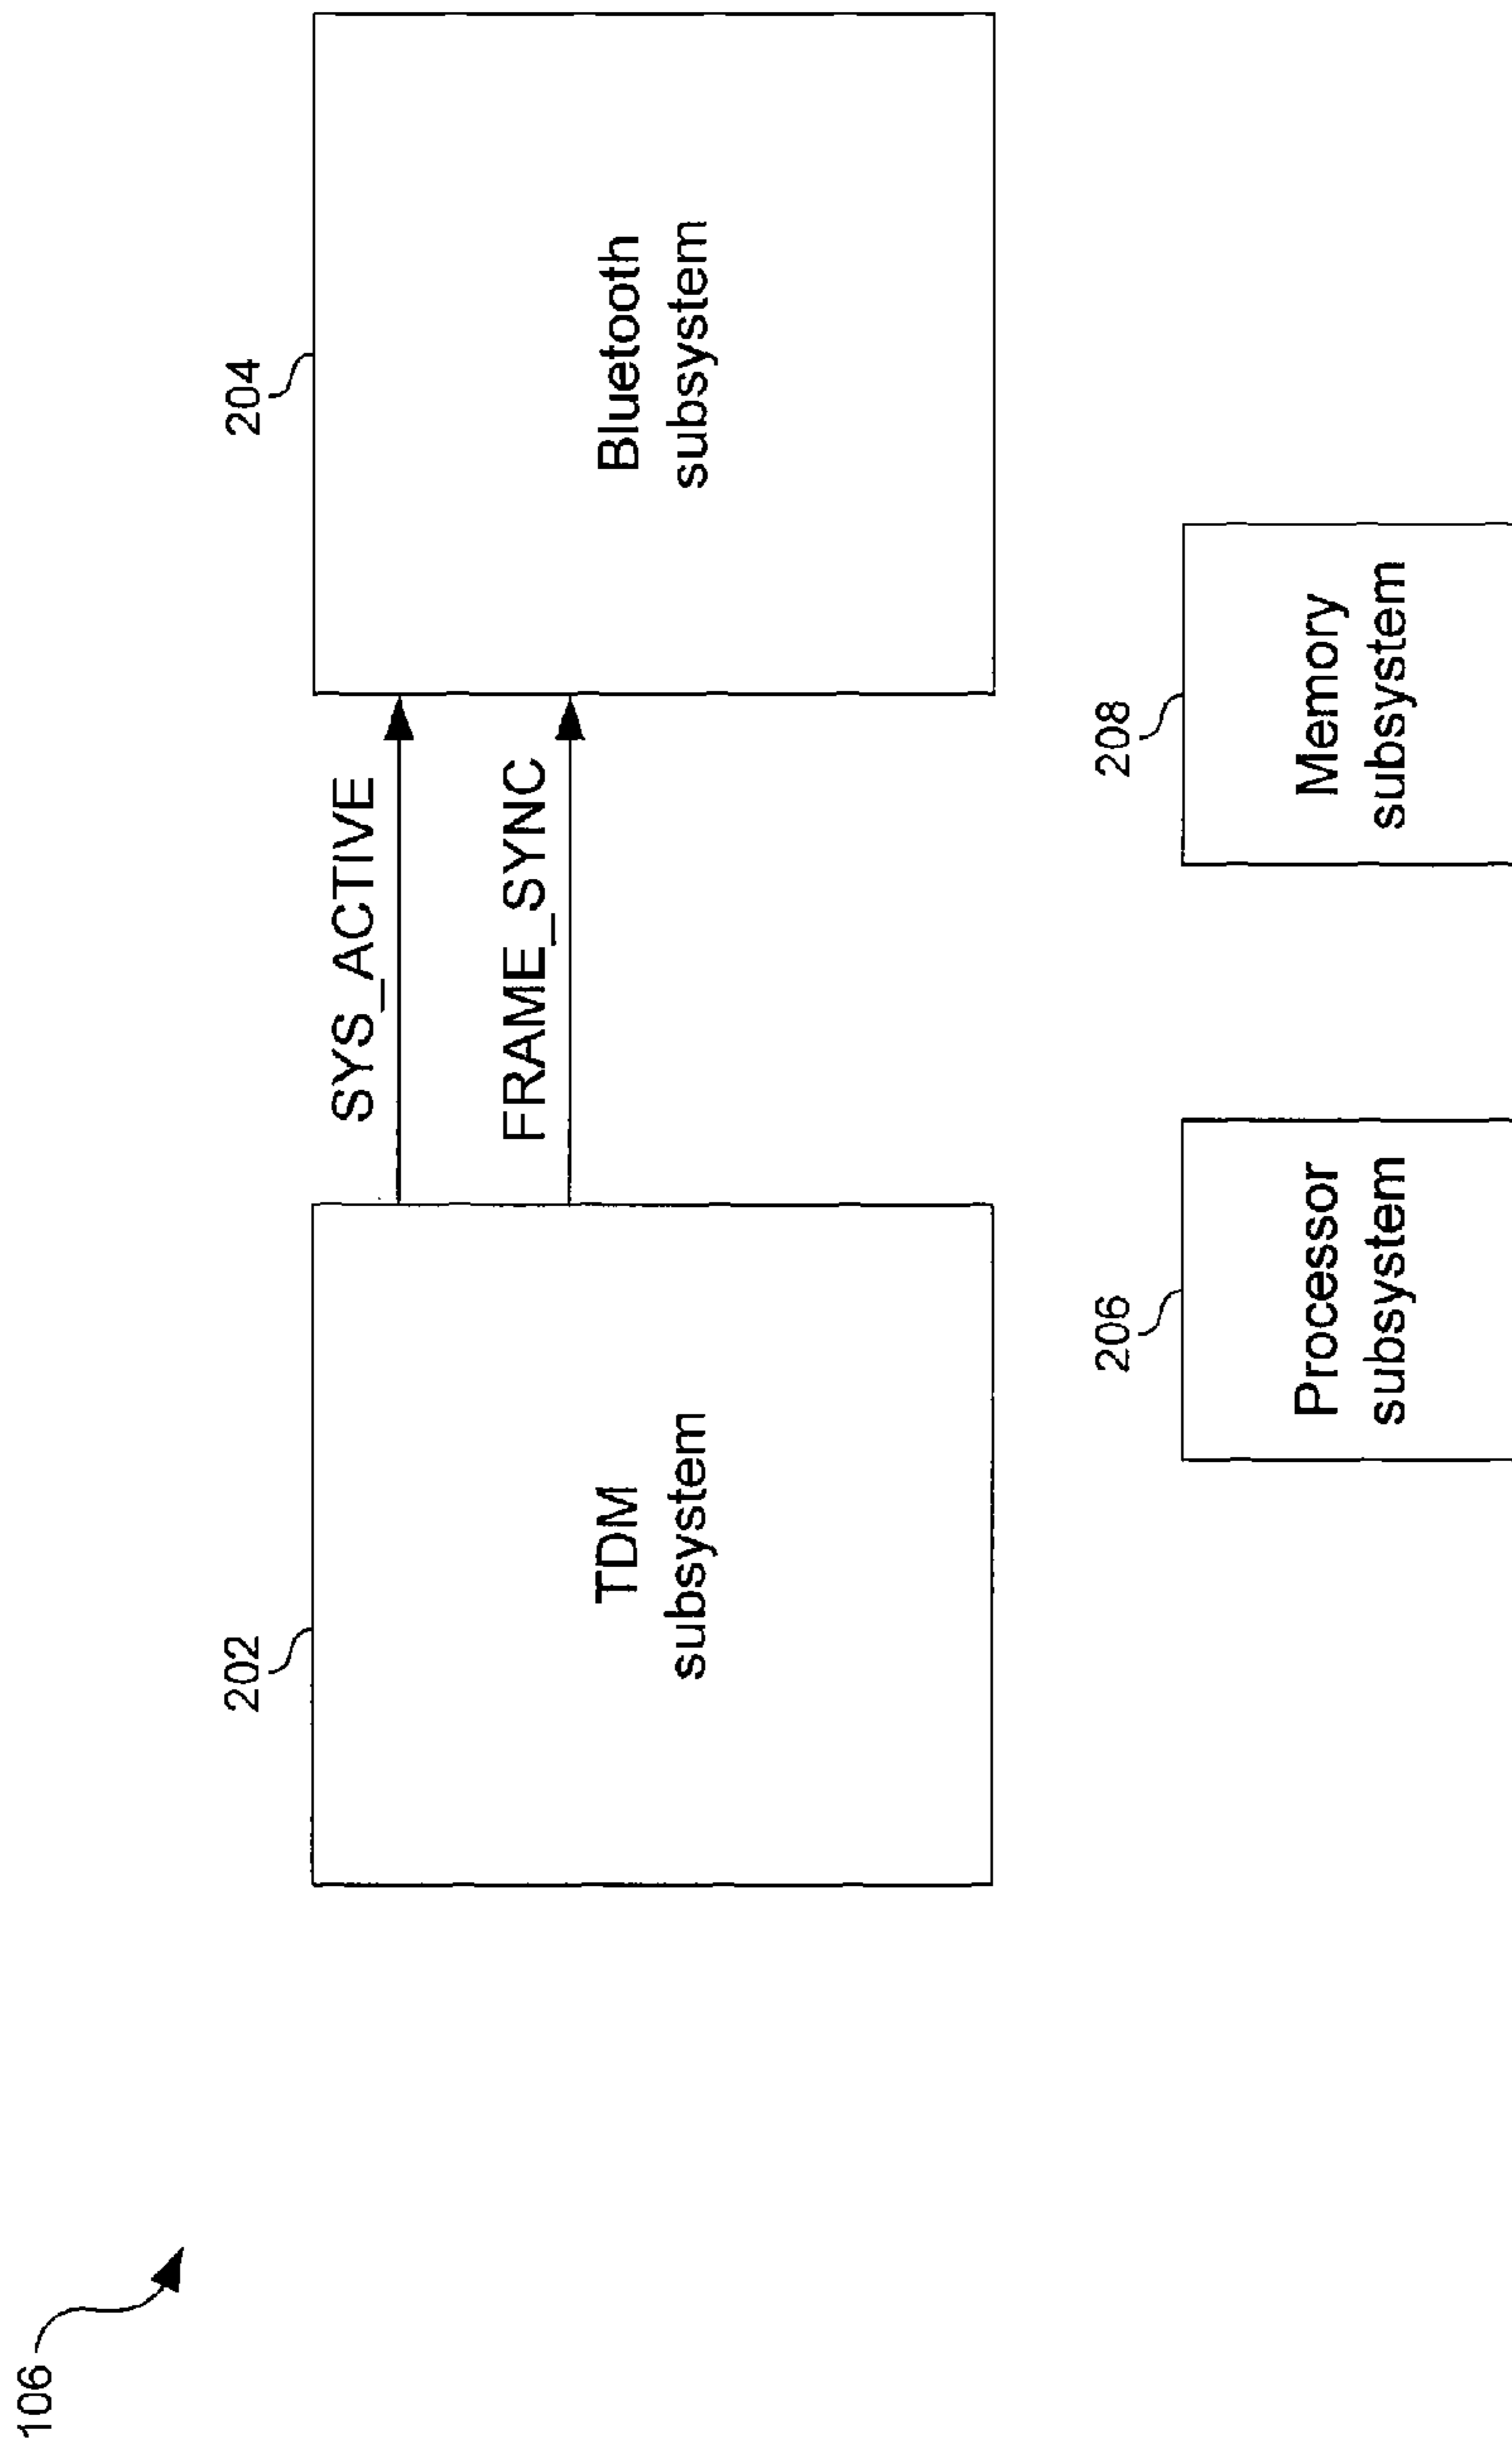 106
202
TDM
subsystem
SYS_ACTIVE
FRAME_SYNC
204
Bluetooth
subsystem
206
Processor
subsystem
208
Memory
subsystem